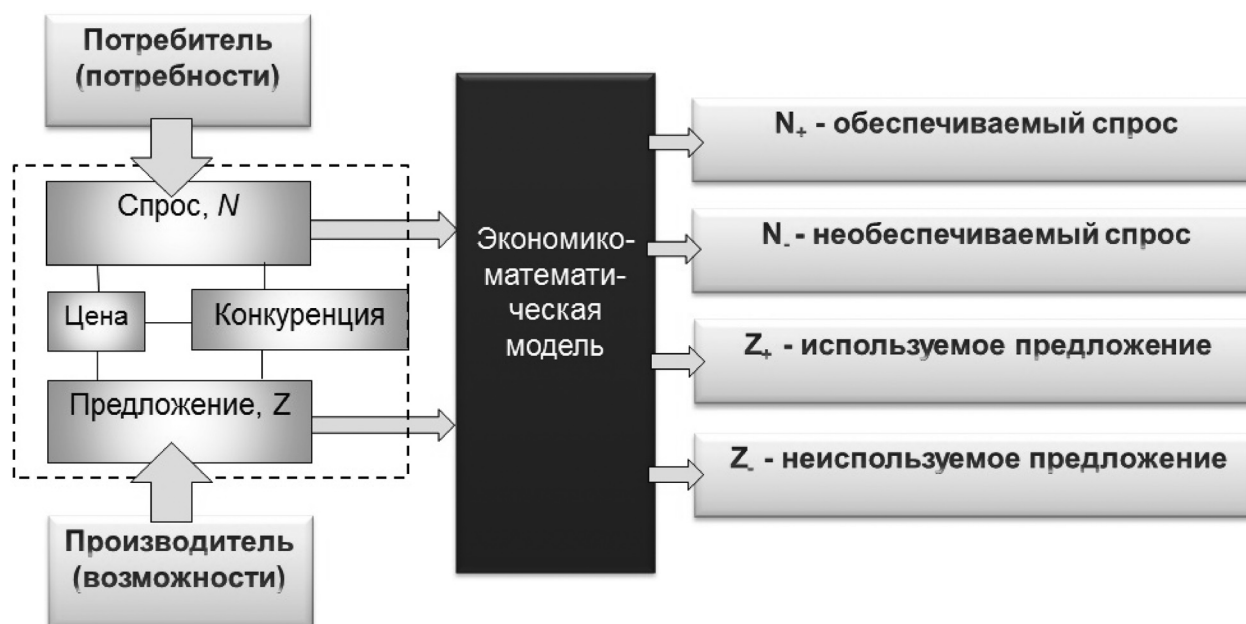 Потребитель
(потребности)
Спрос, N
Цена
Конкуренция
Предложение, Z
Производитель
(возможности)
Экономико-
математи-
ческая
модель
N₊ - обеспечиваемый спрос
N₋ - необеспечиваемый спрос
Z₊ - используемое предложение
Z₋ - неиспользуемое предложение